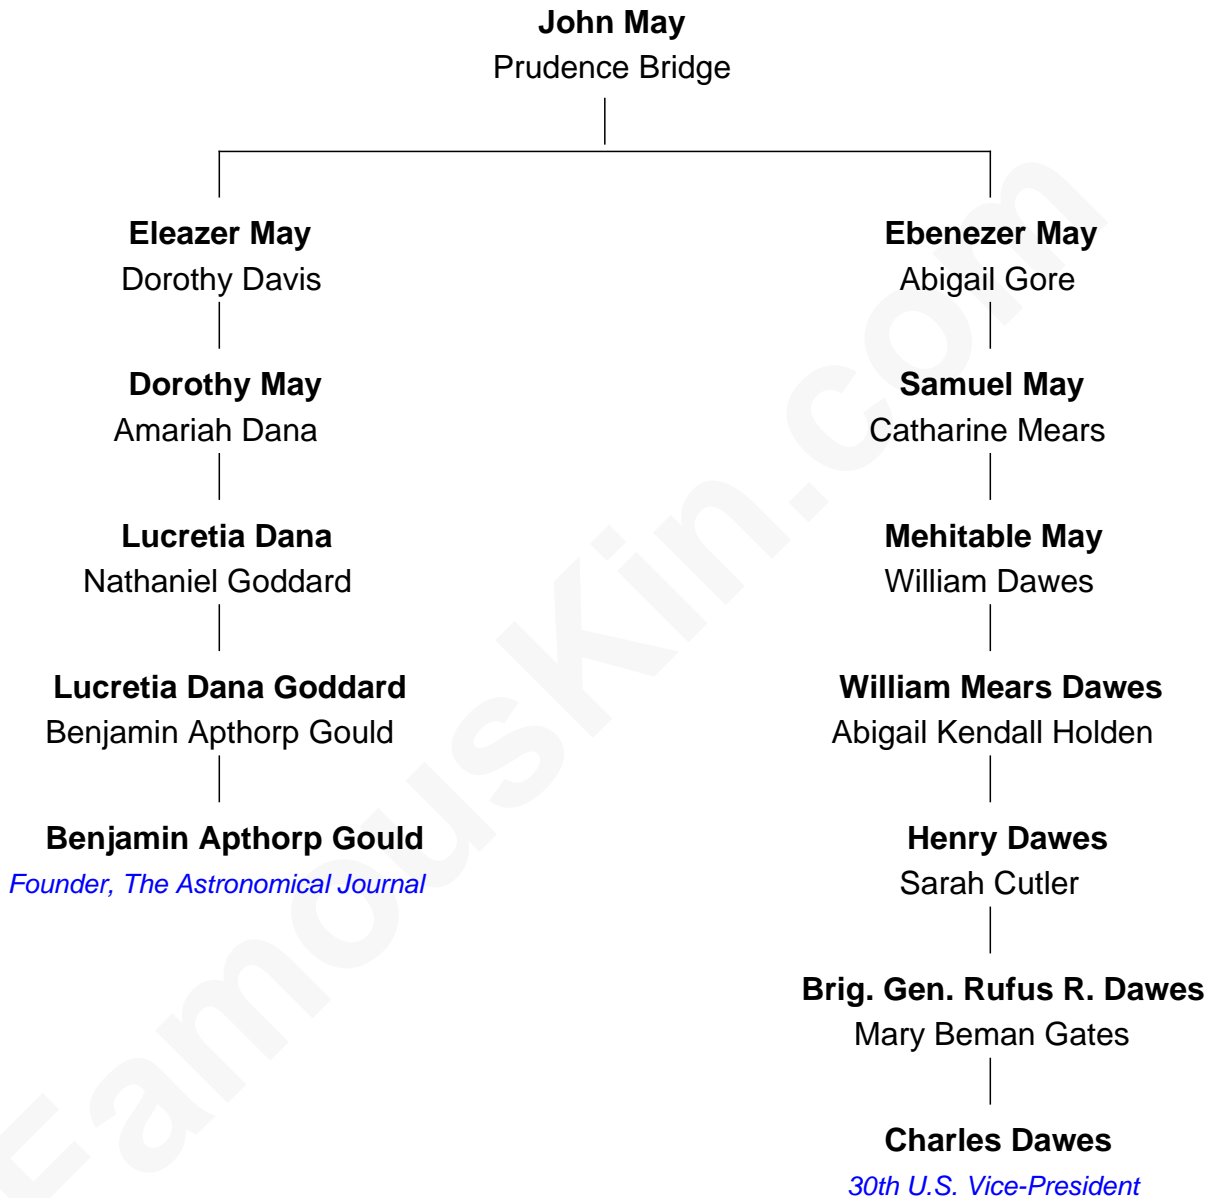 John May
Prudence Bridge
Eleazer May
Dorothy Davis
Dorothy May
Amariah Dana
Lucretia Dana
Nathaniel Goddard
Lucretia Dana Goddard
Benjamin Apthorp Gould
Benjamin Apthorp Gould
Founder, The Astronomical Journal
Ebenezer May
Abigail Gore
Samuel May
Catharine Mears
Mehitable May
William Dawes
William Mears Dawes
Abigail Kendall Holden
Henry Dawes
Sarah Cutler
Brig. Gen. Rufus R. Dawes
Mary Beman Gates
Charles Dawes
30th U.S. Vice-President
FamousKin.com